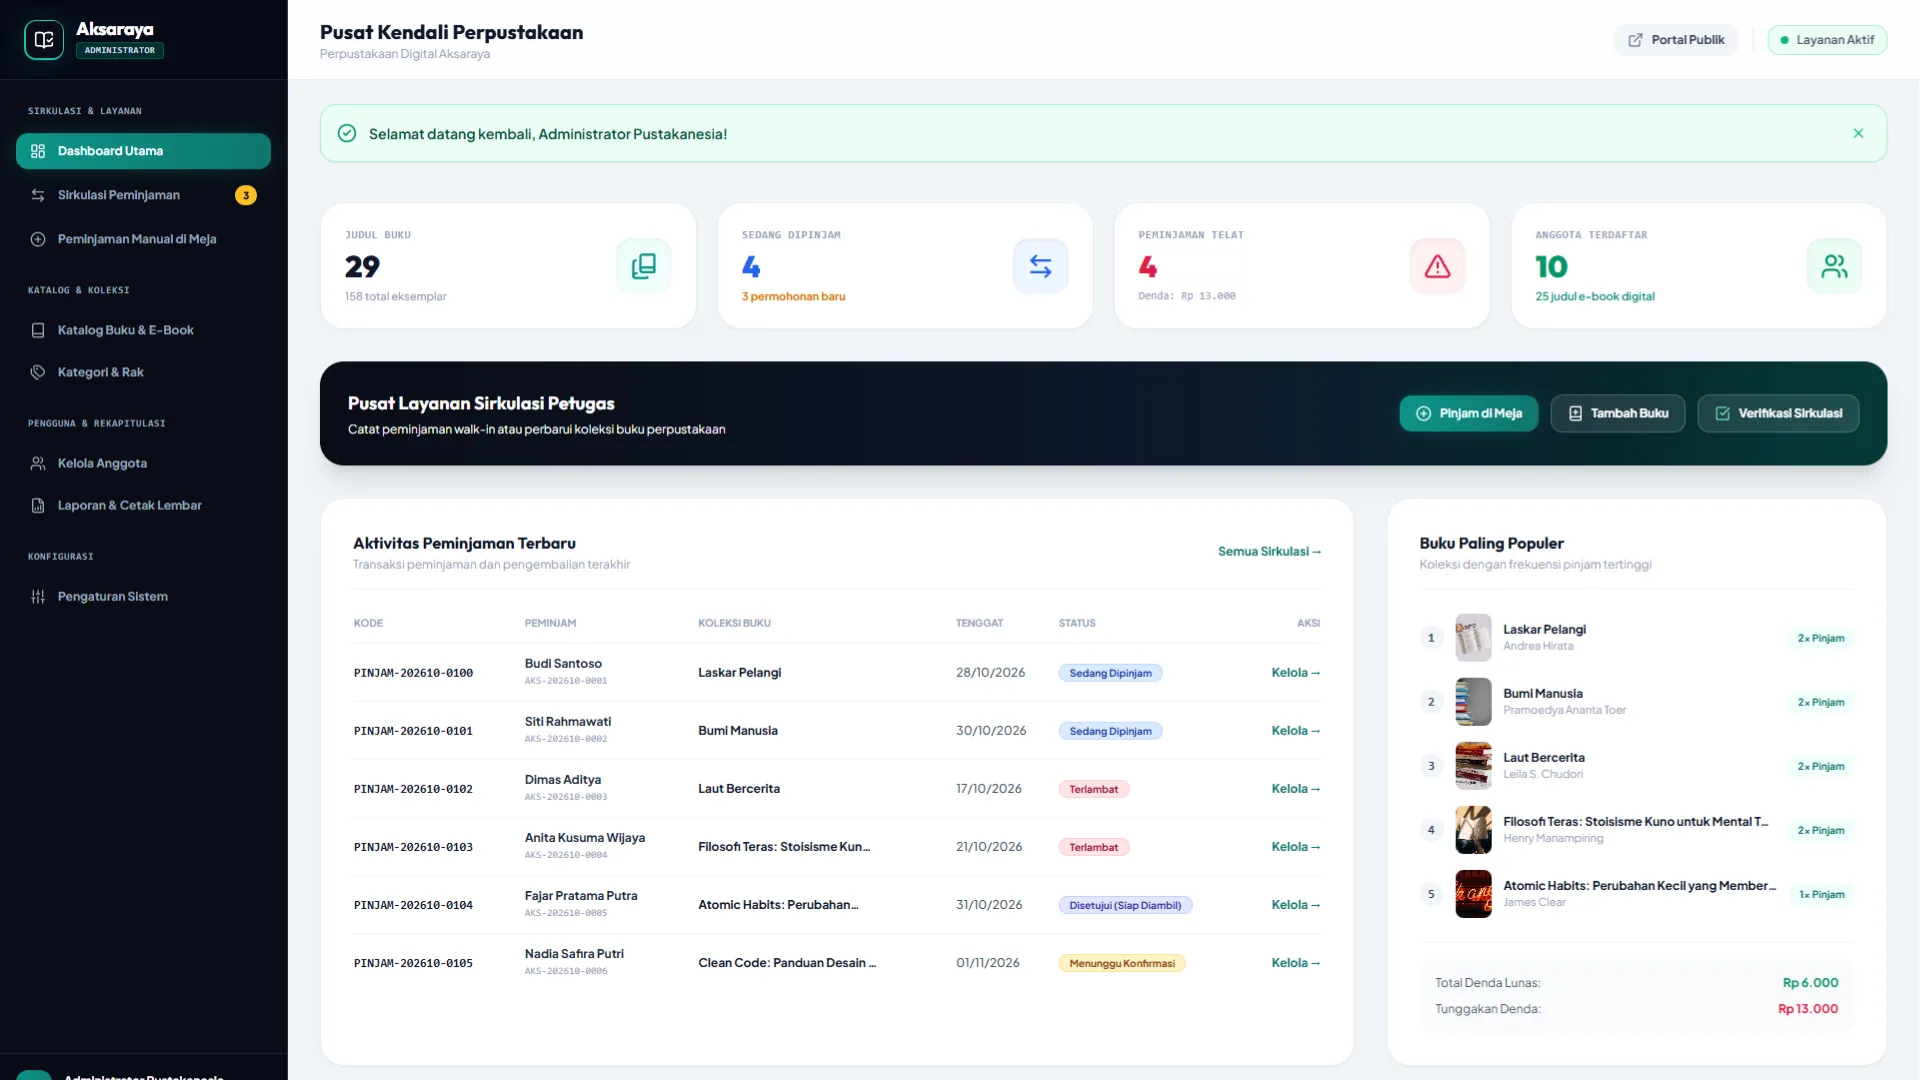 Aksaraya
ADMINISTRATOR
SIRKULASI & LAYANAN
Dashboard Utama
Sirkulasi Peminjaman
3
Peminjaman Manual di Meja
KATALOG & KOLEKSI
Katalog Buku & E-Book
Kategori & Rak
PENGGUNA & REKAPITULASI
Kelola Anggota
Laporan & Cetak Lembar
KONFIGURASI
Pengaturan Sistem
Administrator Pustakanesia
Pusat Kendali Perpustakaan
Perpustakaan Digital Aksaraya
Portal Publik
Layanan Aktif
Selamat datang kembali, Administrator Pustakanesia!
JUDUL BUKU
29
158 total eksemplar
SEDANG DIPINJAM
4
3 permohonan baru
PEMINJAMAN TELAT
4
Denda: Rp 13.000
ANGGOTA TERDAFTAR
10
25 judul e-book digital
Pusat Layanan Sirkulasi Petugas
Catat peminjaman walk-in atau perbarui koleksi buku perpustakaan
Pinjam di Meja
Tambah Buku
Verifikasi Sirkulasi
Aktivitas Peminjaman Terbaru
Transaksi peminjaman dan pengembalian terakhir
Semua Sirkulasi →
KODE PEMINJAM KOLEKSI BUKU TENGGAT STATUS AKSI
PINJAM-202610-0100 Budi Santoso Laskar Pelangi 28/10/2026 Sedang Dipinjam Kelola →
AKS-202610-0001
PINJAM-202610-0101 Siti Rahmawati Bumi Manusia 30/10/2026 Sedang Dipinjam Kelola →
AKS-202610-0002
PINJAM-202610-0102 Dimas Aditya Laut Bercerita 17/10/2026 Terlambat Kelola →
AKS-202610-0003
PINJAM-202610-0103 Anita Kusuma Wijaya Filosofi Teras: Stoisisme Kun... 21/10/2026 Terlambat Kelola →
AKS-202610-0004
PINJAM-202610-0104 Fajar Pratama Putra Atomic Habits: Perubahan... 31/10/2026 Disetujui (Siap Diambil) Kelola →
AKS-202610-0005
PINJAM-202610-0105 Nadia Safira Putri Clean Code: Panduan Desain ... 01/11/2026 Menunggu Konfirmasi Kelola →
AKS-202610-0006
Buku Paling Populer
Koleksi dengan frekuensi pinjam tertinggi
1 Laskar Pelangi 2x Pinjam
Andrea Hirata
2 Bumi Manusia 2x Pinjam
Pramoedya Ananta Toer
3 Laut Bercerita 2x Pinjam
Leila S. Chudori
4 Filosofi Teras: Stoisisme Kuno untuk Mental T... 2x Pinjam
Henry Manampiring
5 Atomic Habits: Perubahan Kecil yang Member... 1x Pinjam
James Clear
Total Denda Lunas: Rp 6.000
Tunggakan Denda: Rp 13.000